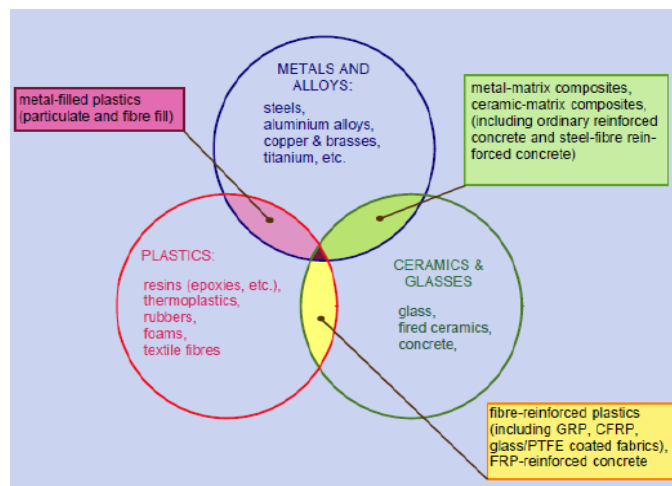 METALS AND
ALLOYS:
steels,
aluminium alloys,
copper & brasses,
titanium, etc.
metal-filled plastics
(particulate and fibre fill)
metal-matrix composites,
ceramic-matrix composites,
(including ordinary reinforced
concrete and steel-fibre rein-
forced concrete)
PLASTICS:
resins (epoxies, etc.),
thermoplastics,
rubbers,
foams,
textile fibres
CERAMICS &
GLASSES
glass,
fired ceramics,
concrete,
fibre-reinforced plastics
(including GRP, CFRP,
glass/PTFE coated fabrics),
FRP-reinforced concrete